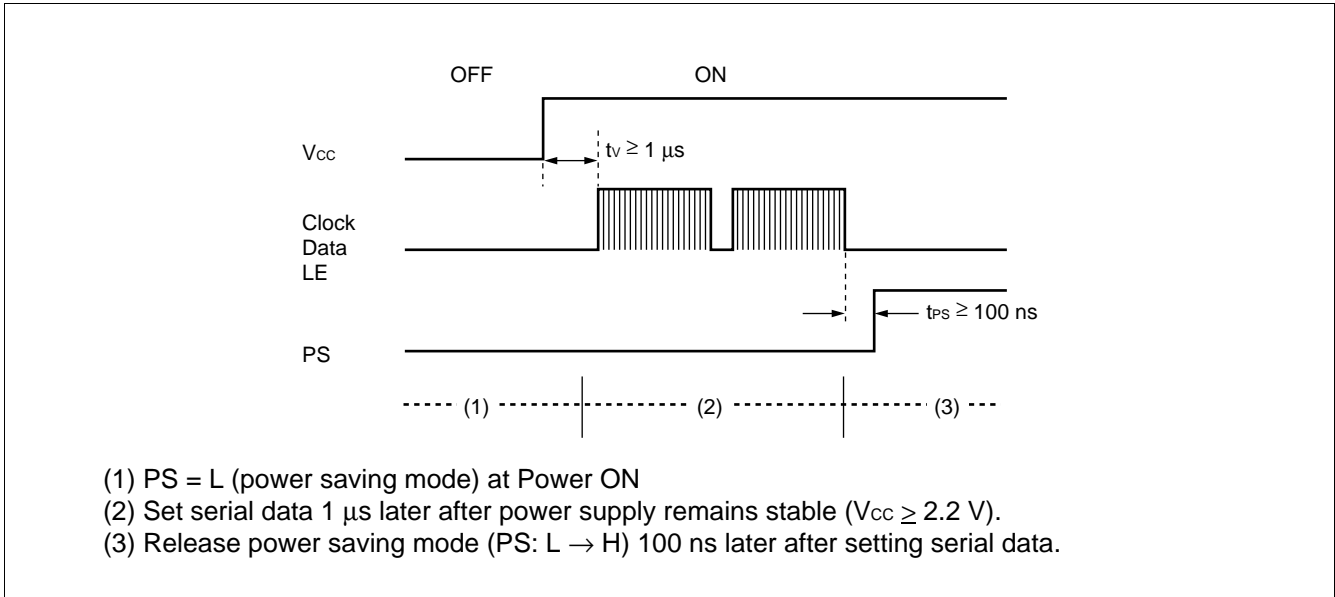 OFF ON
Vcc
tv ≥ 1 μs
Clock
Data
LE
tPS ≥ 100 ns
PS
(1) (2) (3)
(1) PS = L (power saving mode) at Power ON
(2) Set serial data 1 μs later after power supply remains stable (Vcc ≥ 2.2 V).
(3) Release power saving mode (PS: L → H) 100 ns later after setting serial data.